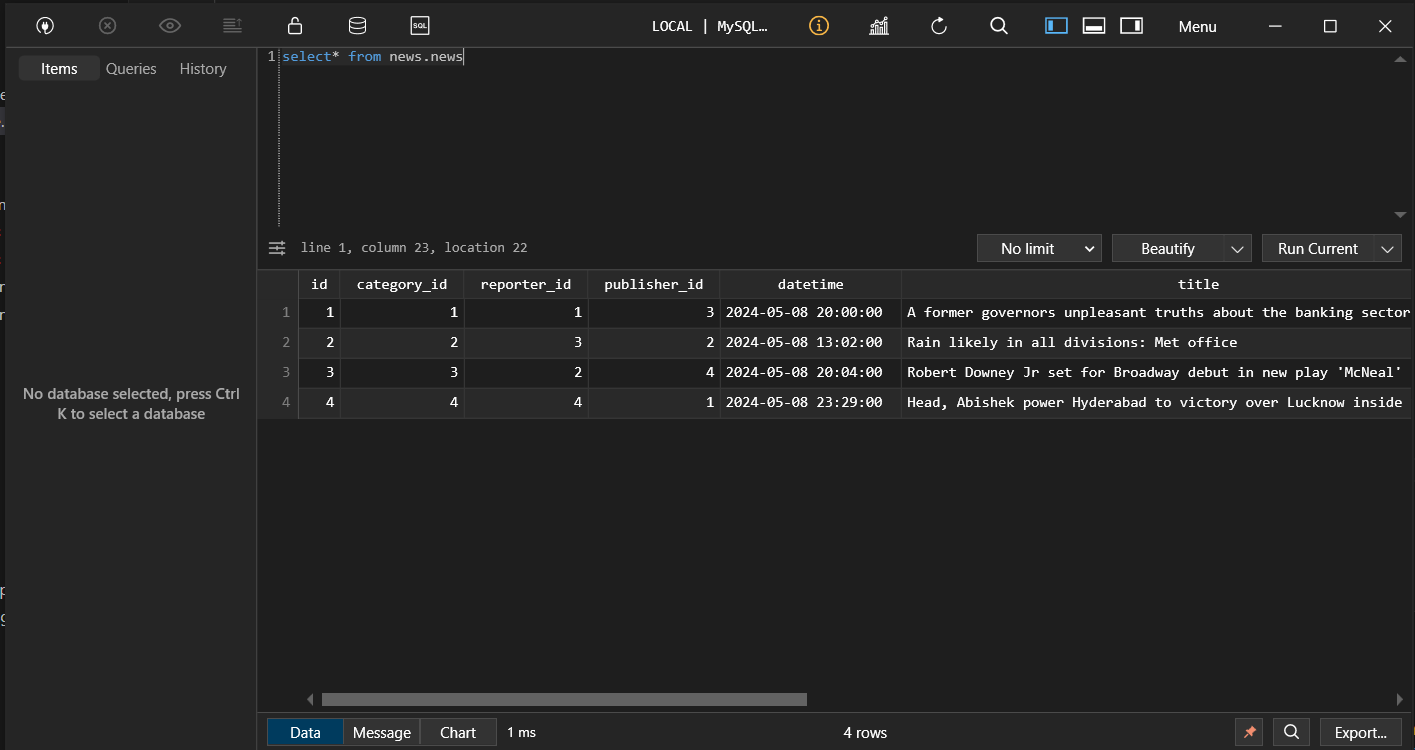 SQL
LOCAL | MySQL...
Menu
Items Queries History
1 select* from news.news
No database selected, press Ctrl
K to select a database
line 1, column 23, location 22
No limit Beautify Run Current
id category_id reporter_id publisher_id datetime title
1 1 1 1 3 2024-05-08 20:00:00 A former governors unpleasant truths about the banking sector
2 2 2 3 2 2024-05-08 13:02:00 Rain likely in all divisions: Met office
3 3 3 2 4 2024-05-08 20:04:00 Robert Downey Jr set for Broadway debut in new play 'McNeal'
4 4 4 4 1 2024-05-08 23:29:00 Head, Abishek power Hyderabad to victory over Lucknow inside
Data Message Chart 1 ms 4 rows Export...